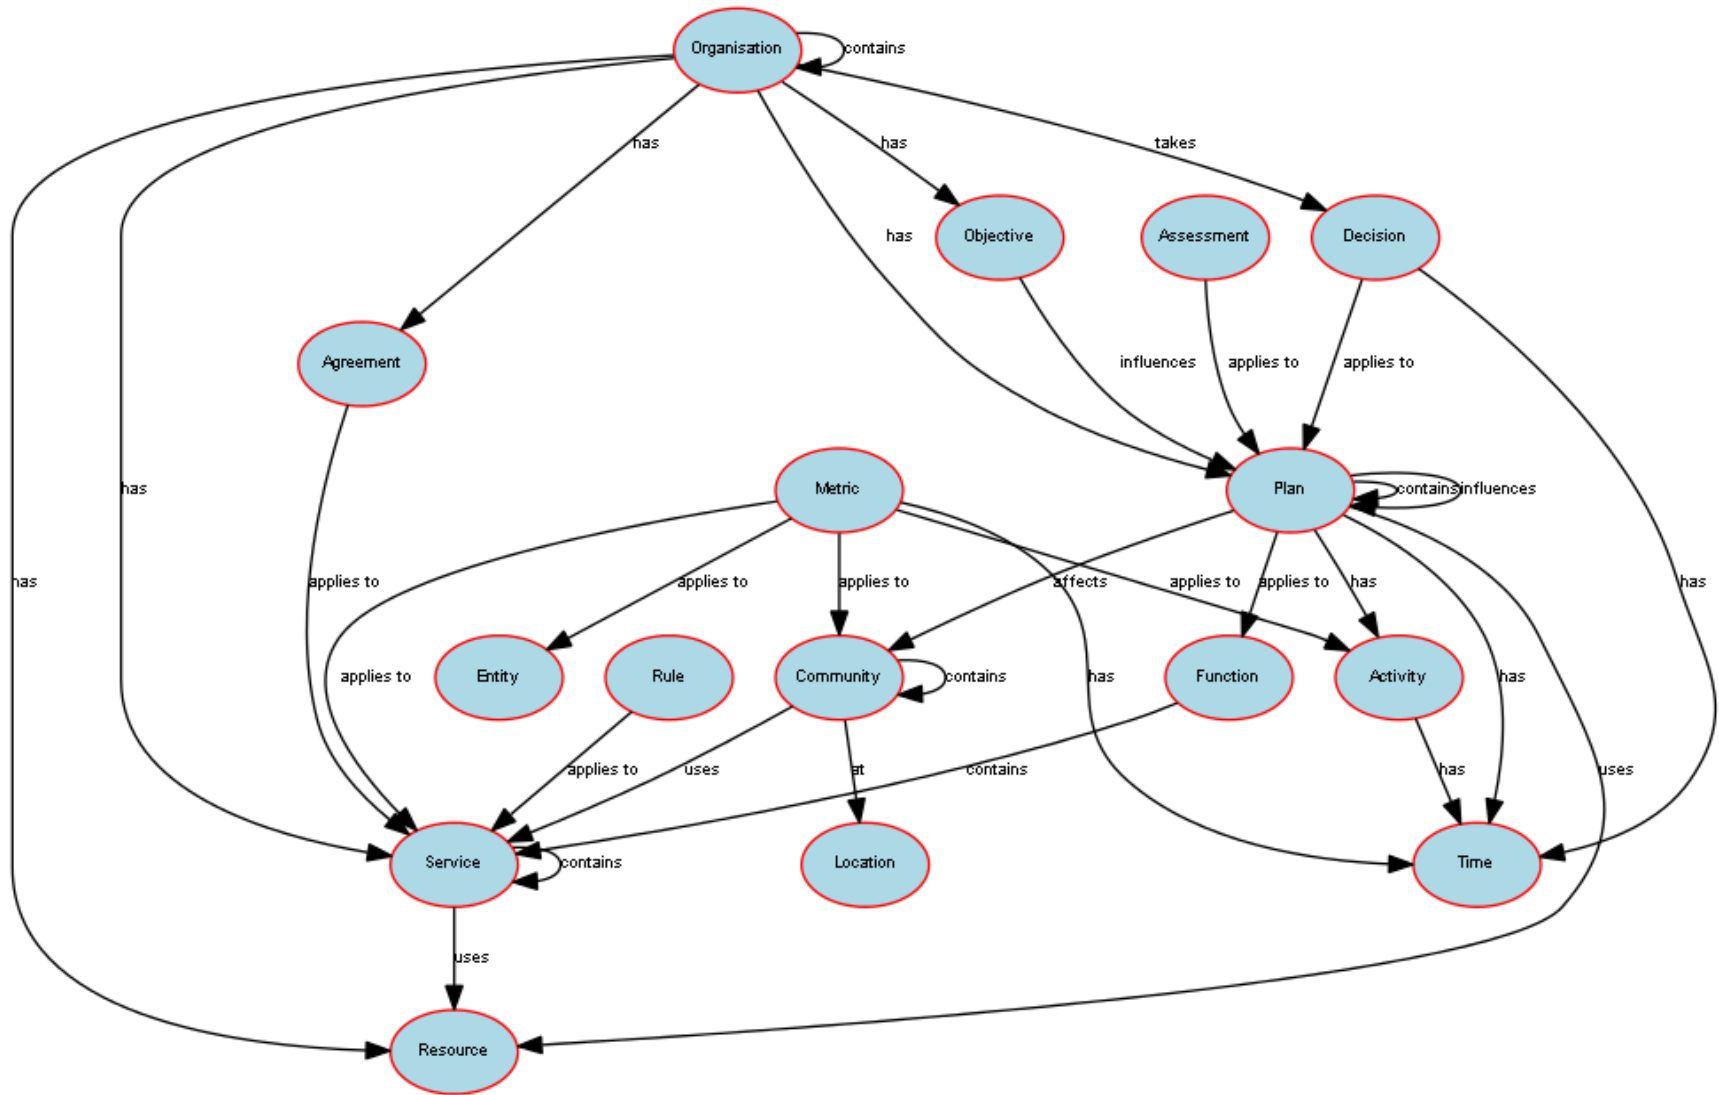 Organisation
contains
has
has
takes
Objective
Assessment
Decision
has
Agreement
influences
applies to
applies to
has
Metric
Plan
contains
influences
has
applies to
applies to
applies to
affects
applies to
applies to
has
has
applies to
Entity
Rule
Community
contains
has
Function
Activity
has
applies to
uses
at
contains
has
uses
Service
contains
Location
Time
uses
Resource